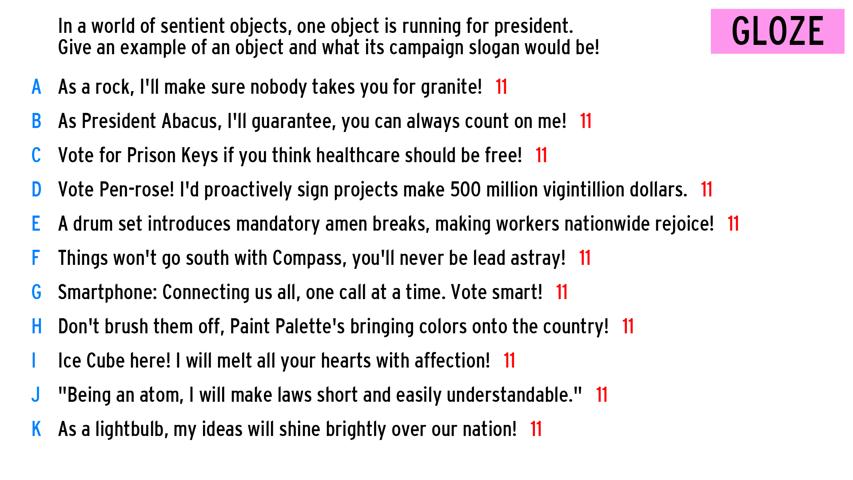 In a world of sentient objects, one object is running for president.
Give an example of an object and what its campaign slogan would be!
GLOZE
A As a rock, I'll make sure nobody takes you for granite! 11
B As President Abacus, I'll guarantee, you can always count on me! 11
C Vote for Prison Keys if you think healthcare should be free! 11
D Vote Pen-rose! I'd proactively sign projects make 500 million vigintillion dollars. 11
E A drum set introduces mandatory amen breaks, making workers nationwide rejoice! 11
F Things won't go south with Compass, you'll never be lead astray! 11
G Smartphone: Connecting us all, one call at a time. Vote smart! 11
H Don't brush them off, Paint Palette's bringing colors onto the country! 11
I Ice Cube here! I will melt all your hearts with affection! 11
J "Being an atom, I will make laws short and easily understandable." 11
K As a lightbulb, my ideas will shine brightly over our nation! 11